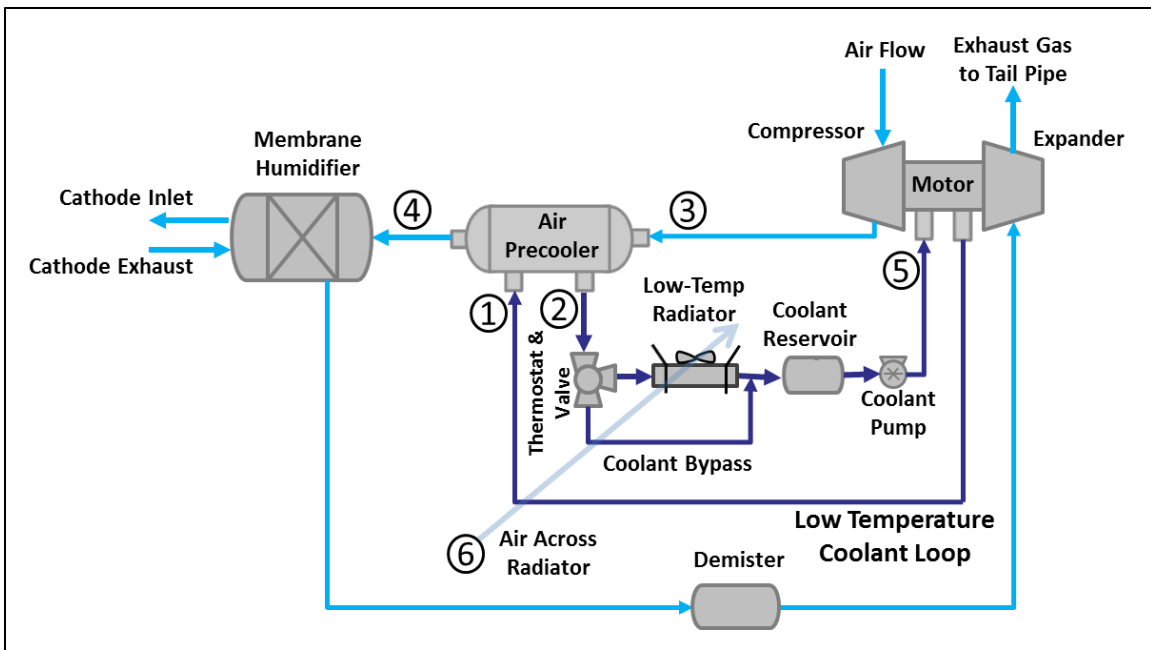 Air Flow
Exhaust Gas
to Tail Pipe
Compressor
Expander
Membrane
Humidifier
Motor
Cathode Inlet
4
Air
Precooler
3
Cathode Exhaust
5
1
2
Low-Temp
Radiator
Coolant
Reservoir
Thermostat &
Valve
Coolant
Pump
Coolant Bypass
6
Air Across
Radiator
Low Temperature
Coolant Loop
Demister